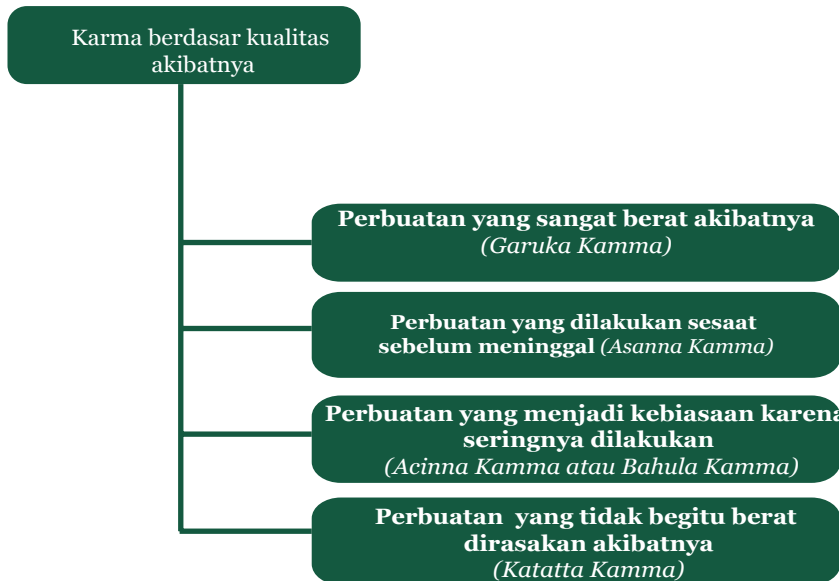 Karma berdasar kualitas
akibatnya
Perbuatan yang sangat berat akibatnya
(Garuka Kamma)
Perbuatan yang dilakukan sesaat
sebelum meninggal (Asanna Kamma)
Perbuatan yang menjadi kebiasaan karena
seringnya dilakukan
(Acinna Kamma atau Bahula Kamma)
Perbuatan yang tidak begitu berat
dirasakan akibatnya
(Katatta Kamma)